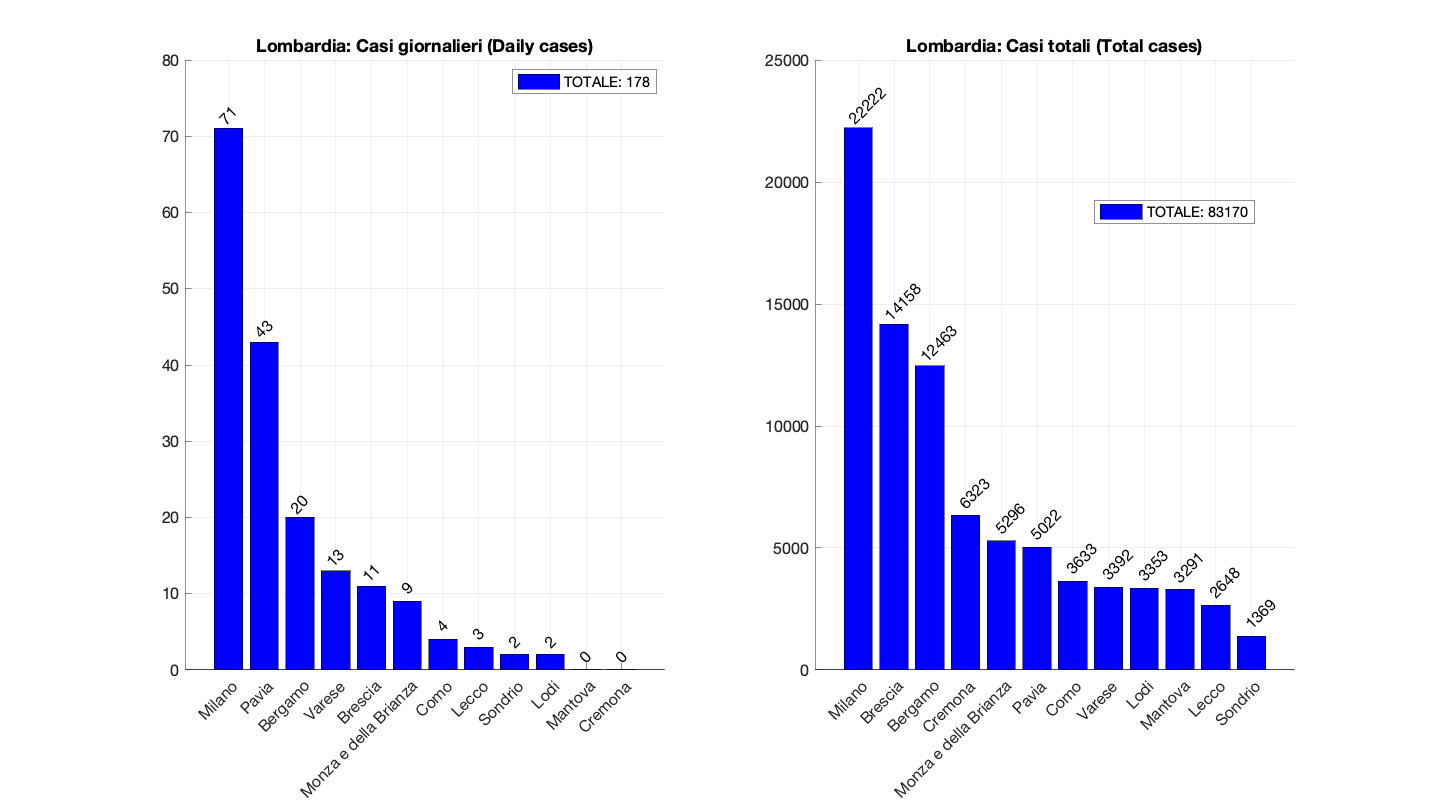 Lombardia: Casi giornalieri (Daily cases)
TOTALE: 178
80
70
60
50
40
30
20
10
0
71
43
20
13
11
9
4
3
2
2
0
0
Milano
Pavia
Bergamo
Varese
Brescia
Monza e della Brianza
Como
Lecco
Sondrio
Lodi
Mantova
Cremona
Lombardia: Casi totali (Total cases)
TOTALE: 83170
25000
20000
15000
10000
5000
0
22222
14158
12463
6323
5296
5022
3633
3392
3353
3291
2648
1369
Milano
Brescia
Bergamo
Cremona
Monza e della Brianza
Pavia
Como
Varese
Lodi
Mantova
Lecco
Sondrio